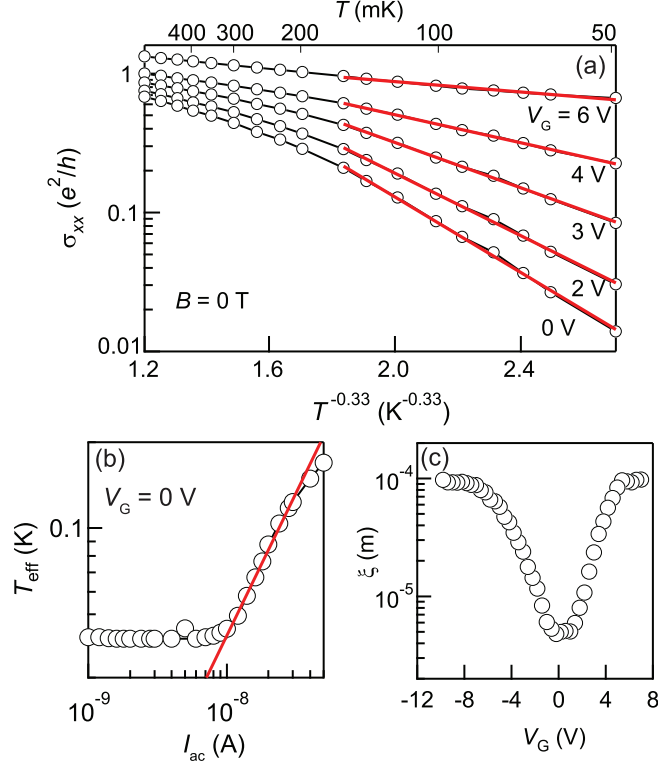 T (mK)
400 300 200 100 50
(a)
1
0.1
0.01
σxx (e²/h)
V_G = 6 V
4 V
3 V
2 V
0 V
B = 0 T
1.2 1.6 2.0 2.4
T^-0.33 (K^-0.33)
(b)
V_G = 0 V
0.1
T_eff (K)
10^-9 10^-8
I_ac (A)
(c)
10^-4
10^-5
ξ (m)
-12 -8 -4 0 4 8
V_G (V)